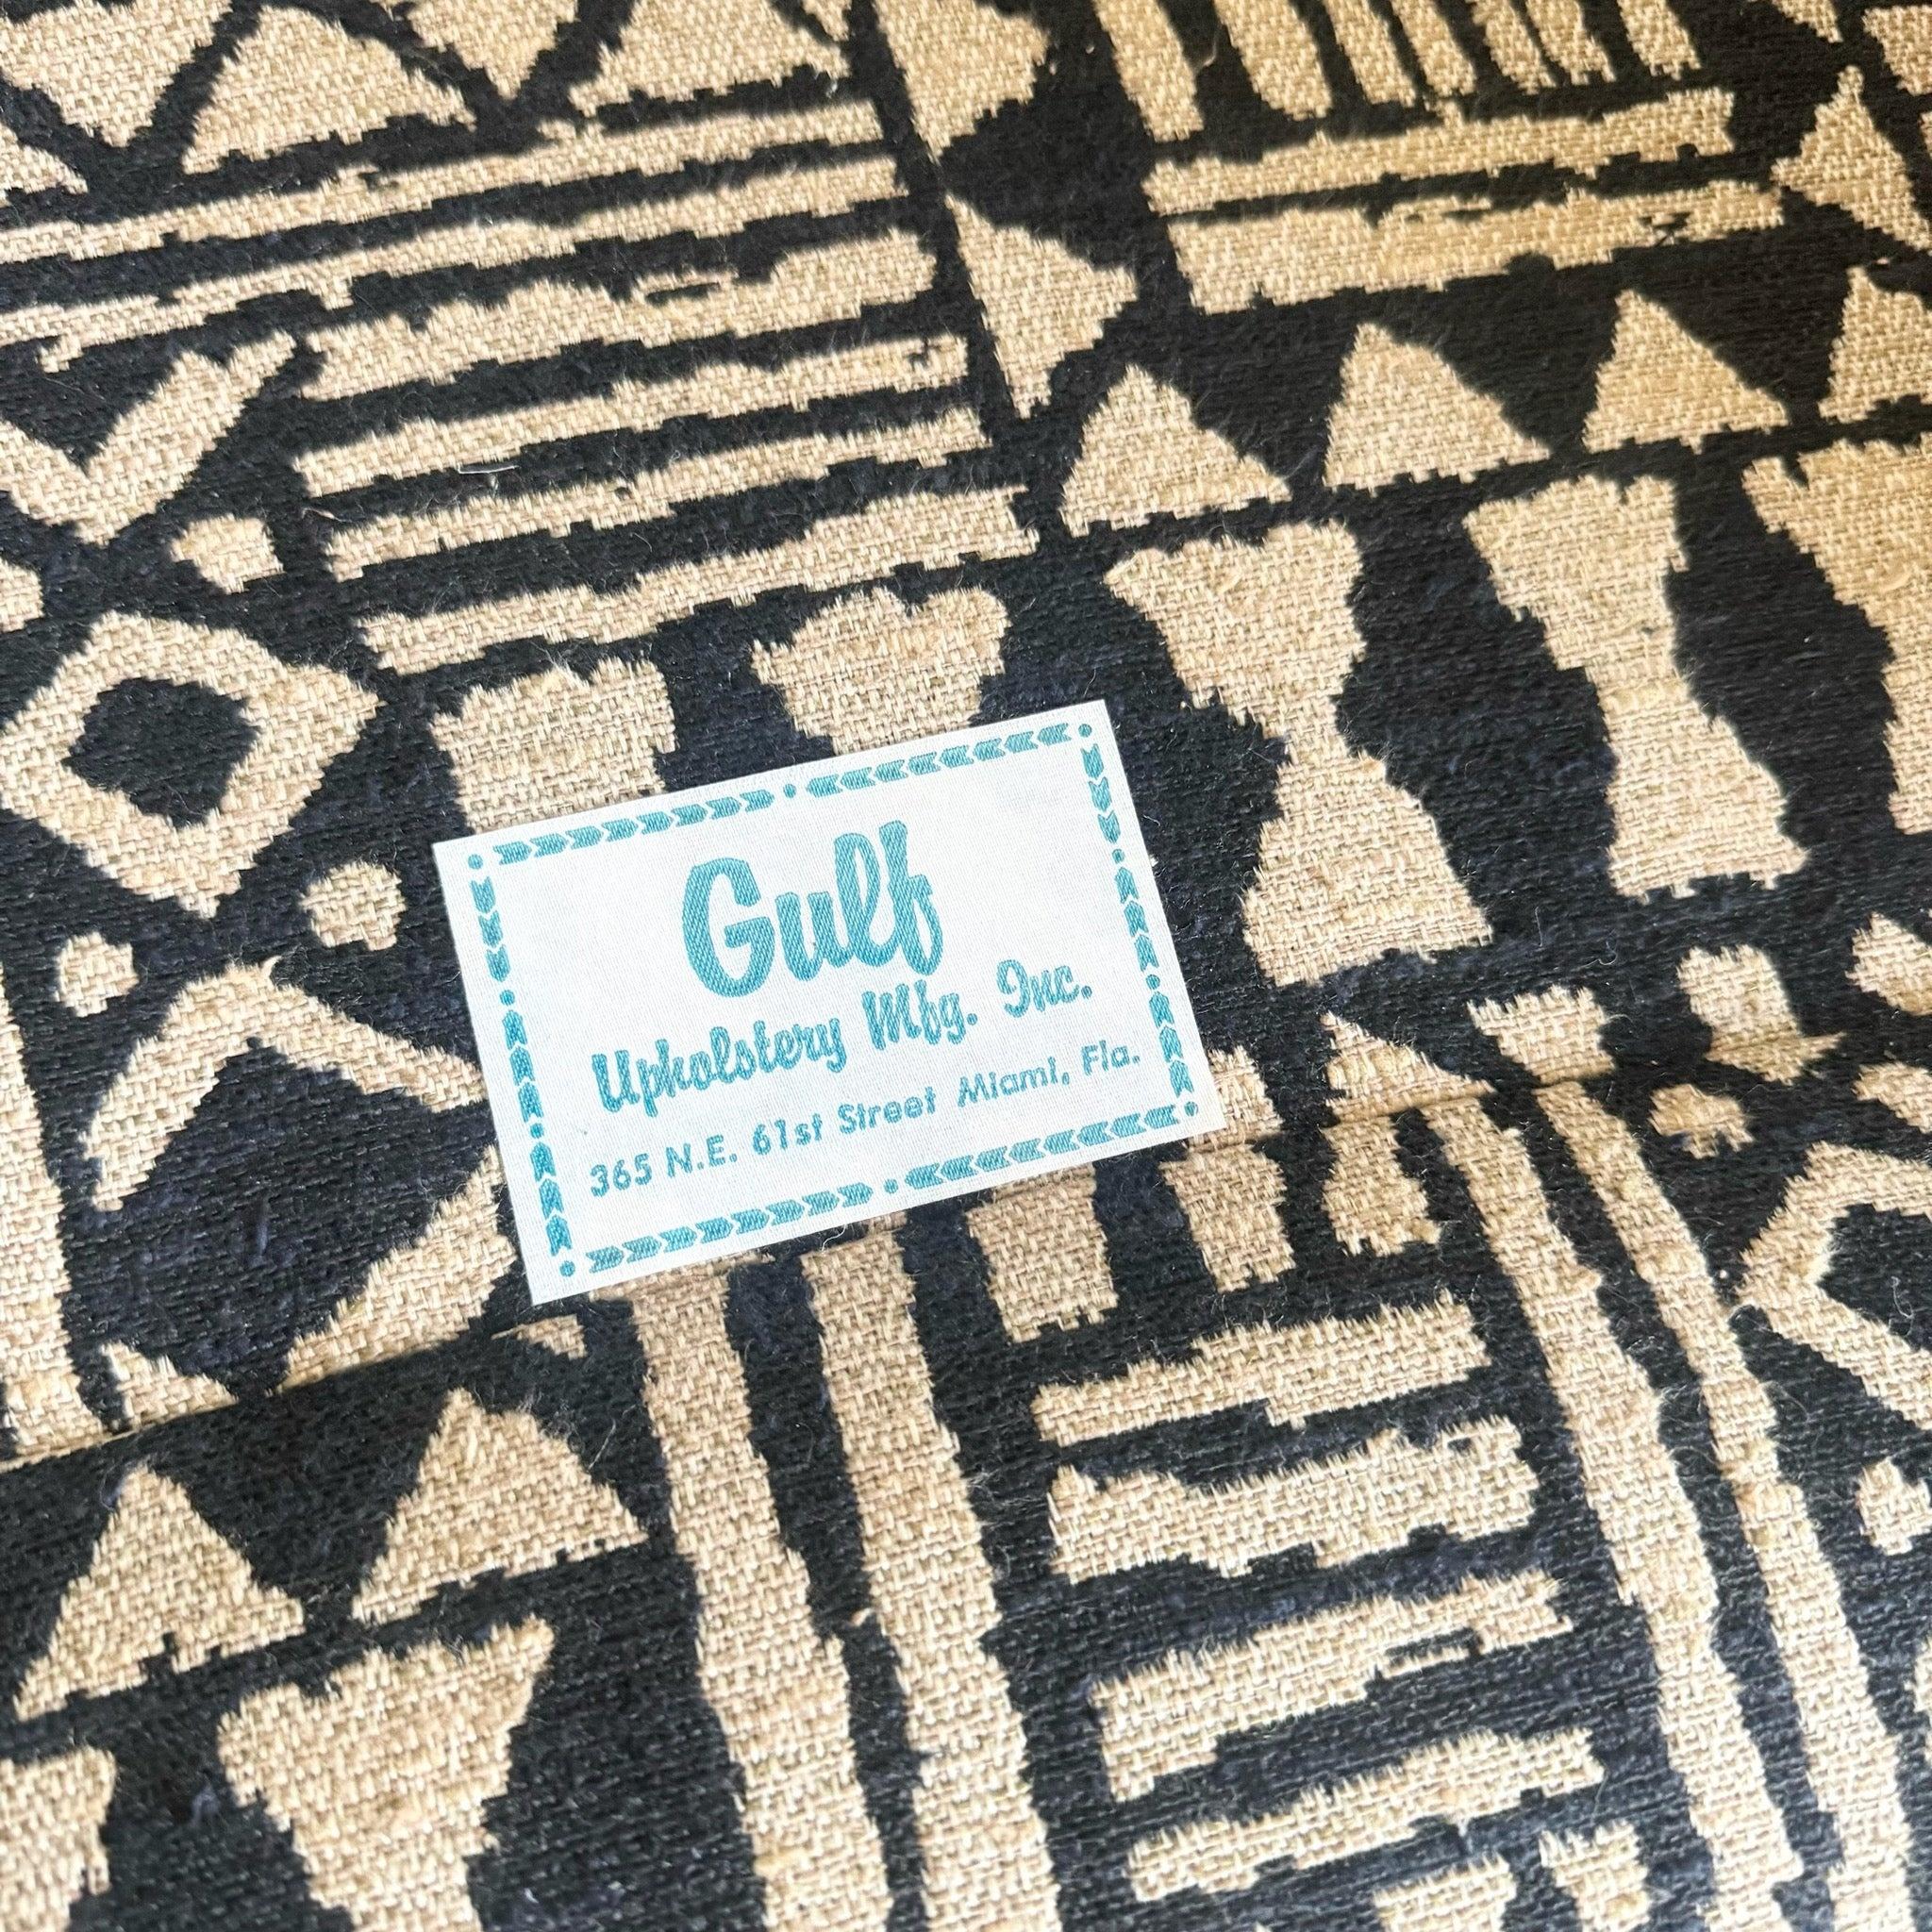 Gulf
Upholstery Mfg. Inc.
365 N.E. 61st Street Miami, Fla.